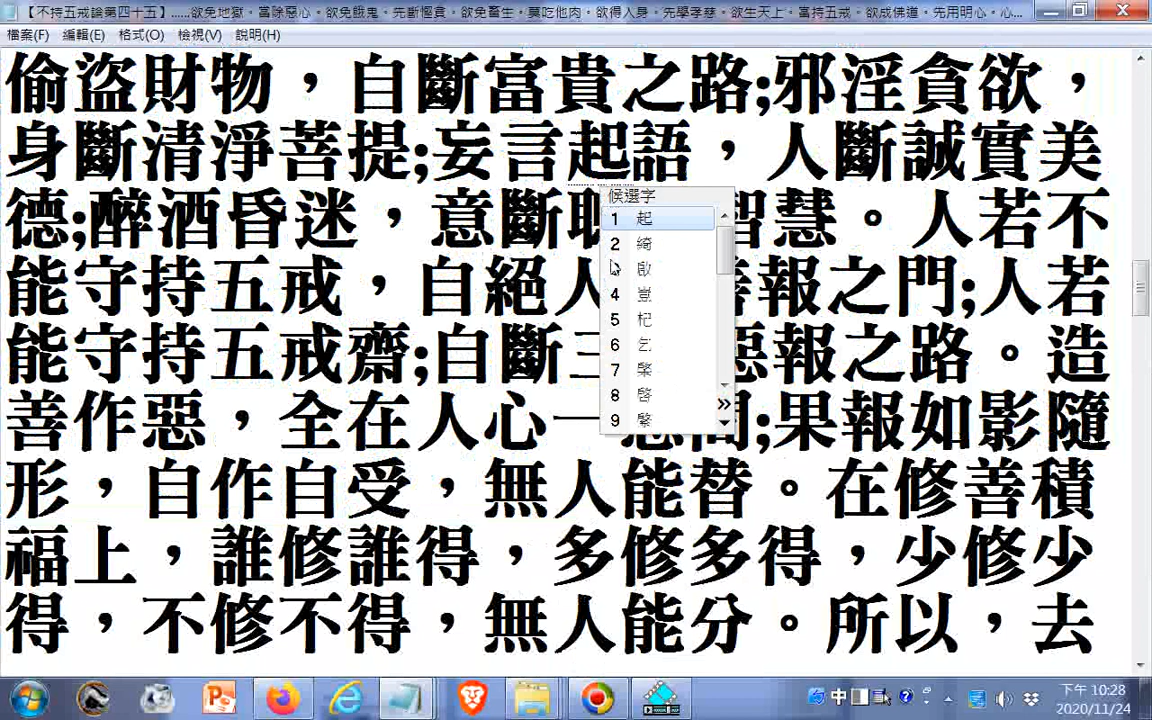 【不持五戒論第四十五】......欲免地獄。當除惡心。欲免餓鬼。先斷慳貪。欲免畜生。莫吃他肉。欲得人身。先學孝慈。欲生天上。當持五戒。欲成佛道。先用明心。心...
檔案(F) 編輯(E) 格式(O) 檢視(V) 說明(H)
偷盜財物，自斷富貴之路;邪淫貪欲，
身斷清淨菩提;妄言起語，人斷誠實美
德;醉酒昏迷，意斷 智慧。人若不
能守持五戒，自絕人 報之門;人若
能守持五戒齋;自斷三 惡報之路。造
善作惡，全在人心一 間;果報如影隨
形，自作自受，無人能替。在修善積
福上，誰修誰得，多修多得，少修少
得，不修不得，無人能分。所以，去
候選字
1 起
2 綺
啟
4 豈
5 杞
6 乞
7 棨
8 啓
9 綮
中
下午 10:28
2020/11/24